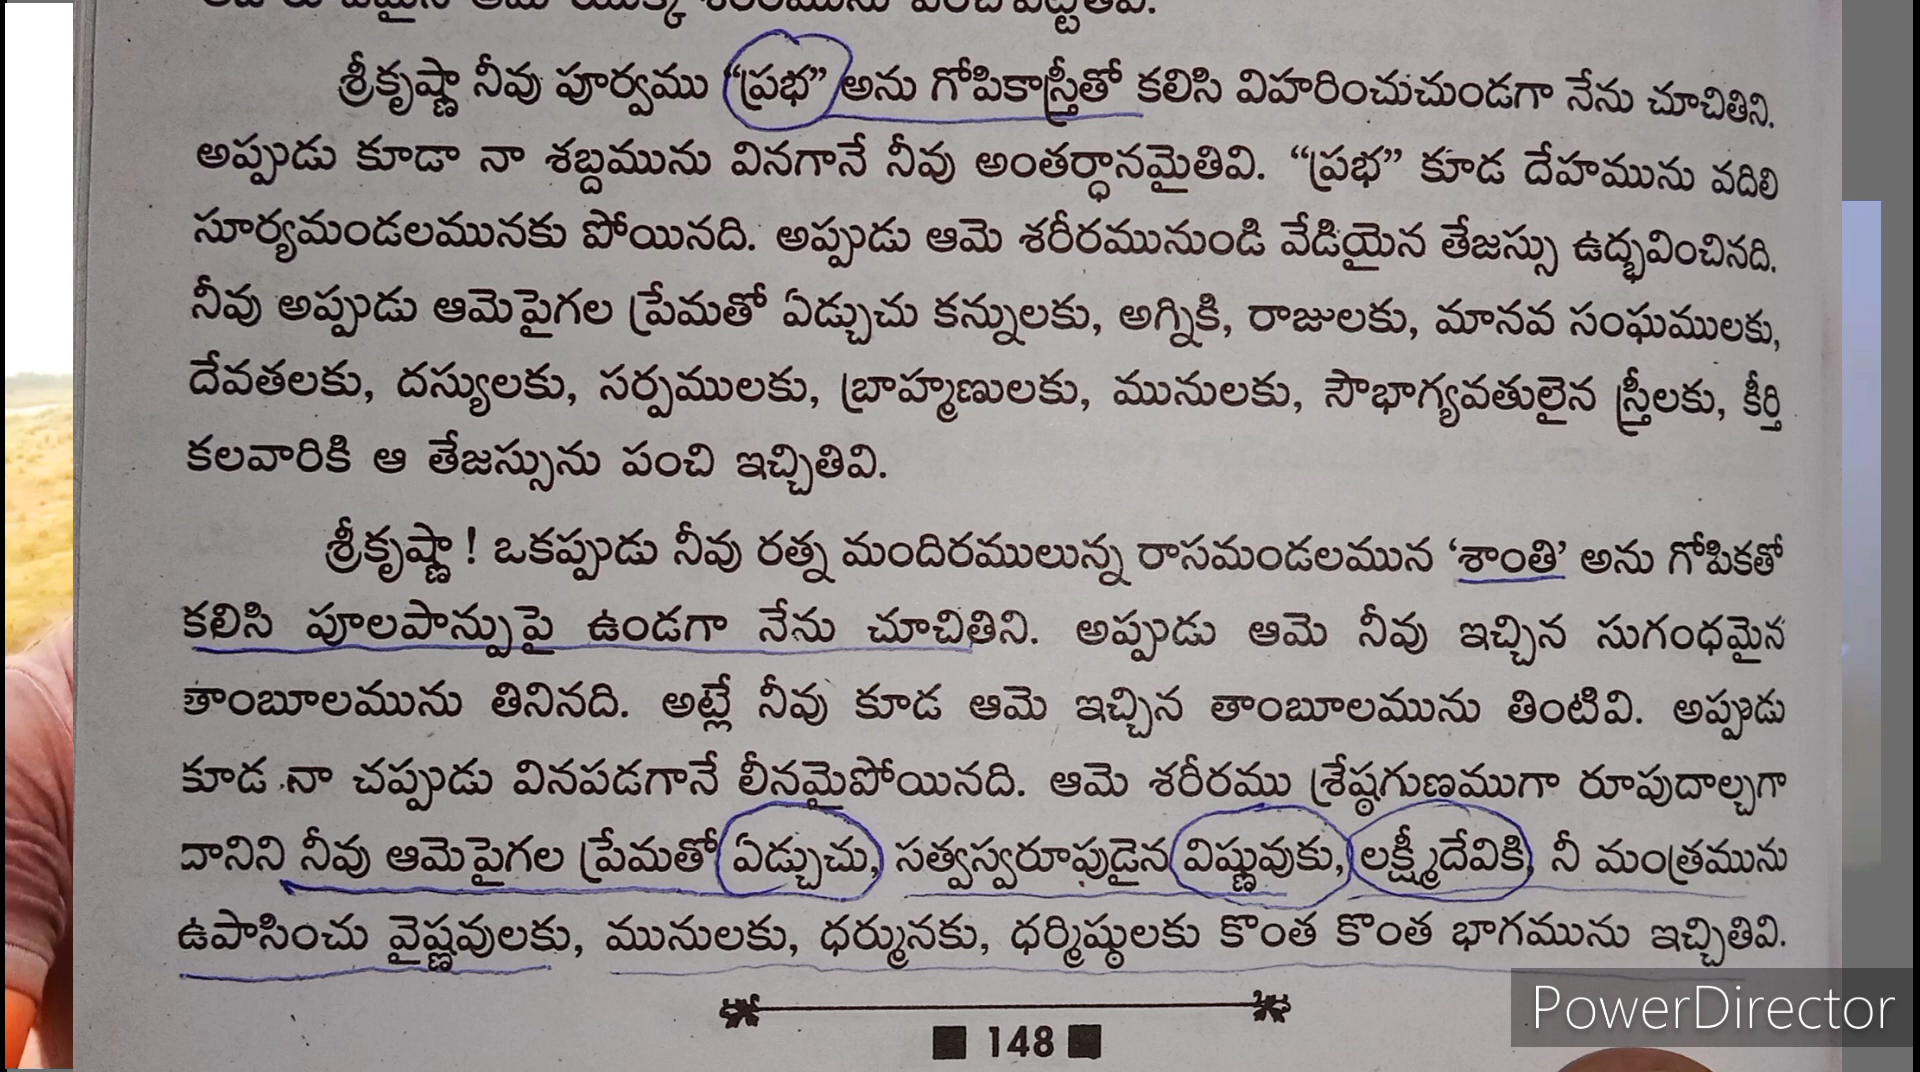 శ్రీకృష్ణా నీవు పూర్వము “ప్రభ” అను గోపికాస్త్రీతో కలిసి విహరించుచుండగా నేను చూచితిని.
అప్పుడు కూడా నా శబ్దమును వినగానే నీవు అంతర్ధానమైతివి. “ప్రభ” కూడ దేహమును వదిలి
సూర్యమండలమునకు పోయినది. అప్పుడు ఆమె శరీరమునుండి వేడియైన తేజస్సు ఉద్భవించినది.
నీవు అప్పుడు ఆమెపైగల ప్రేమతో ఏడ్చుచు కన్నులకు, అగ్నికి, రాజులకు, మానవ సంఘములకు,
దేవతలకు, దస్యులకు, సర్పములకు, బ్రాహ్మణులకు, మునులకు, సౌభాగ్యవతులైన స్త్రీలకు, కీర్తి
కలవారికి ఆ తేజస్సును పంచి ఇచ్చితివి.
శ్రీకృష్ణా ! ఒకప్పుడు నీవు రత్న మందిరములున్న రాసమండలమున ‘శాంతి’ అను గోపికతో
కలిసి పూలపాన్పుపై ఉండగా నేను చూచితిని. అప్పుడు ఆమె నీవు ఇచ్చిన సుగంధమైన
తాంబూలమును తినినది. అట్లే నీవు కూడ ఆమె ఇచ్చిన తాంబూలమును తింటివి. అప్పుడు
కూడ నా చప్పుడు వినపడగానే లీనమైపోయినది. ఆమె శరీరము శ్రేష్ఠగుణముగా రూపుదాల్చగా
దానిని నీవు ఆమెపైగల ప్రేమతో ఏడ్చుచు, సత్వస్వరూపుడైన విష్ణువుకు, లక్ష్మీదేవికి, నీ మంత్రమును
ఉపాసించు వైష్ణవులకు, మునులకు, ధర్మునకు, ధర్మిష్ఠులకు కొంత కొంత భాగమును ఇచ్చితివి.
148
PowerDirector